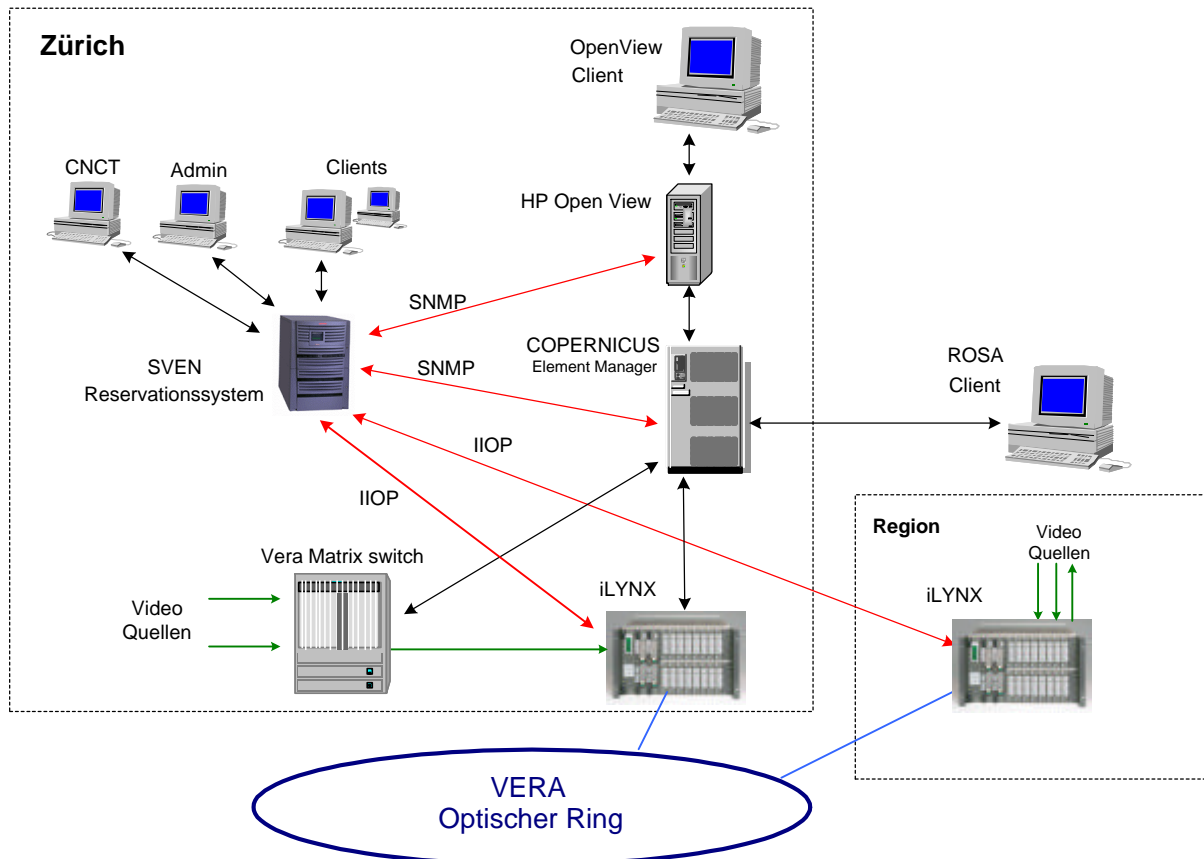 Zürich
OpenView
Client
CNCT
Admin
Clients
HP Open View
SNMP
COPERNICUS
Element Manager
SNMP
SVEN
Reservationssystem
ROSA
Client
IIOP
IIOP
Vera Matrix switch
Video
Quellen
iLYNX
Region
Video
Quellen
iLYNX
VERA
Optischer Ring